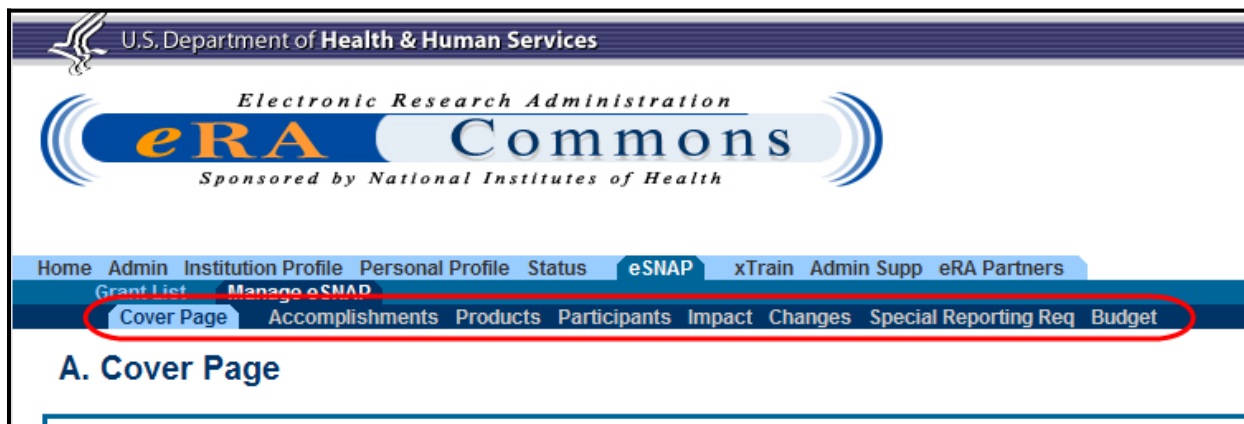 U.S. Department of Health & Human Services
Electronic Research Administration
eRA Commons
Sponsored by National Institutes of Health
Home Admin Institution Profile Personal Profile Status eSNAP xTrain Admin Supp eRA Partners
Grant List Manage eSNAP
Cover Page Accomplishments Products Participants Impact Changes Special Reporting Req Budget
A. Cover Page